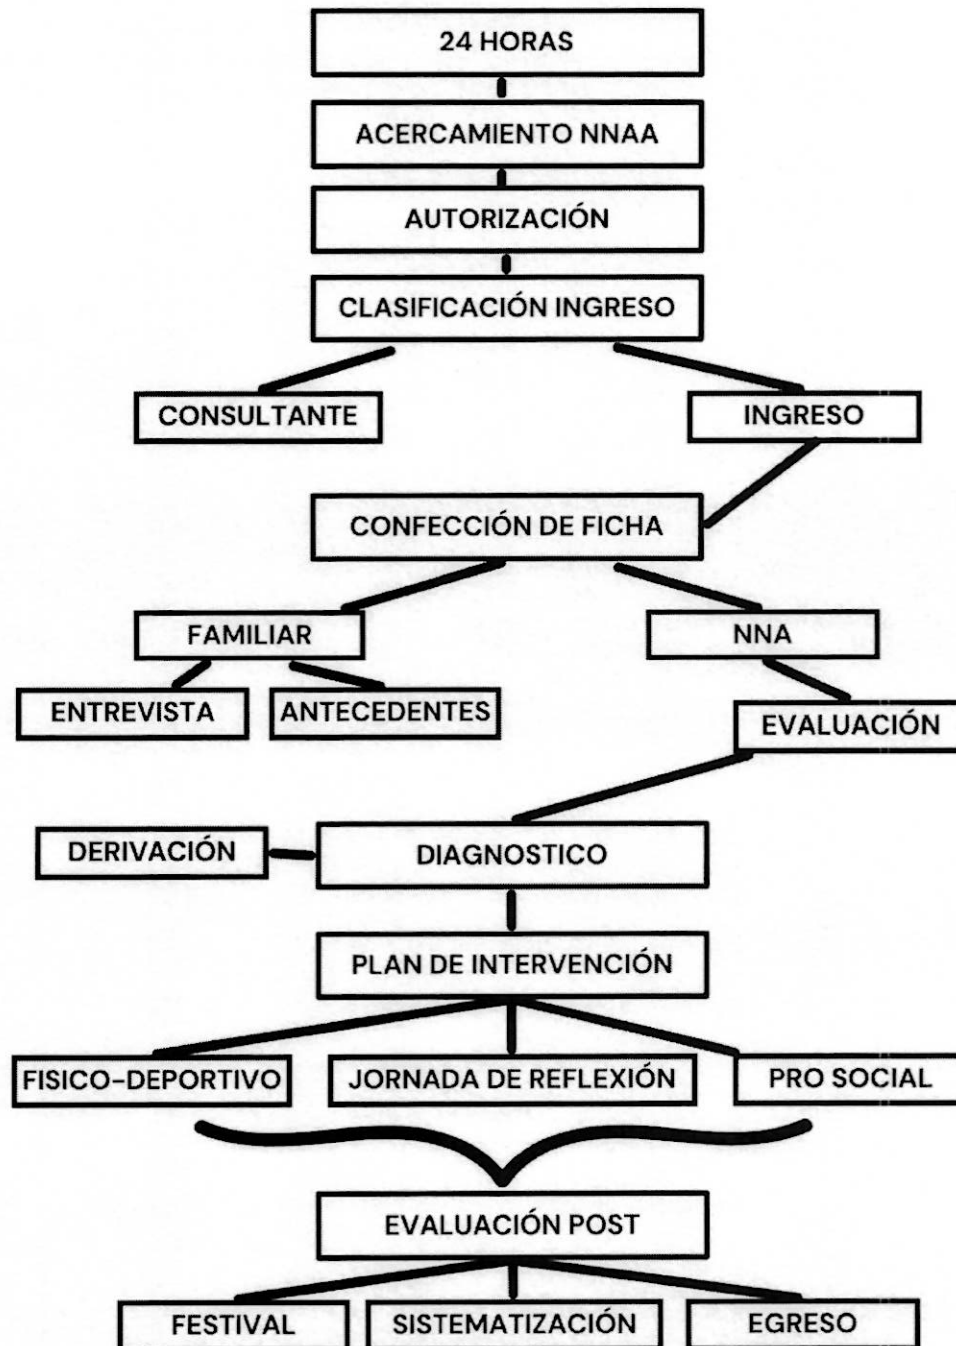 24 HORAS
ACERCAMIENTO NNAA
AUTORIZACIÓN
CLASIFICACIÓN INGRESO
CONSULTANTE
INGRESO
CONFECCIÓN DE FICHA
FAMILIAR
NNA
ENTREVISTA
ANTECEDENTES
EVALUACIÓN
DERIVACIÓN
DIAGNOSTICO
PLAN DE INTERVENCIÓN
FISICO-DEPORTIVO
JORNADA DE REFLEXIÓN
PRO SOCIAL
EVALUACIÓN POST
FESTIVAL
SISTEMATIZACIÓN
EGRESO